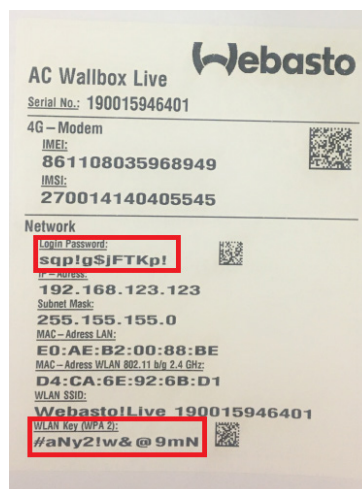 Webasto
AC Wallbox Live
Serial No.: 190015946401
4G – Modem
IMEI:
861108035968949
IMSI:
270014140405545
Network
Login Password:
sqp!g$jFTKp!
IP – Adress:
192.168.123.123
Subnet Mask:
255.155.155.0
MAC – Adress LAN:
E0:AE:B2:00:88:BE
MAC – Adress WLAN 802.11 b/g 2.4 GHz:
D4:CA:6E:92:6B:D1
WLAN SSID:
Webasto!Live 190015946401
WLAN Key (WPA 2):
#aNy2!w&@9mN